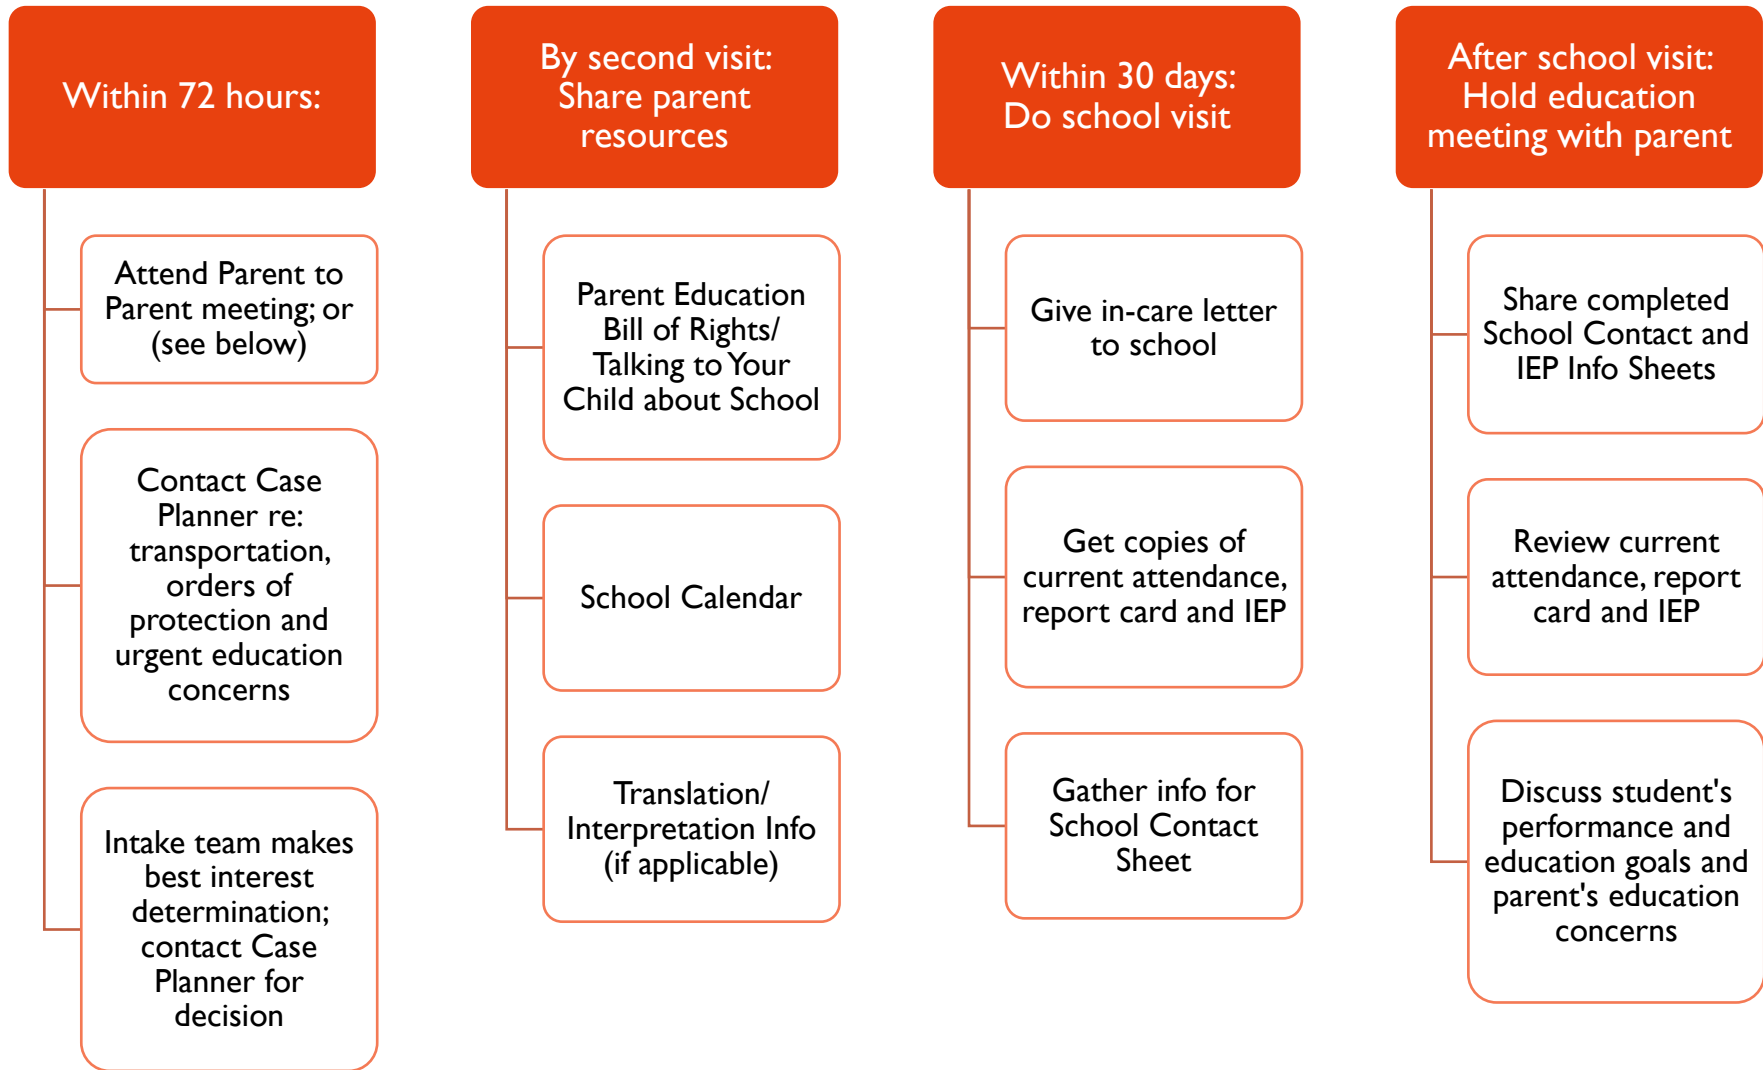 Within 72 hours:
Attend Parent to
Parent meeting; or
(see below)
Contact Case
Planner re:
transportation,
orders of
protection and
urgent education
concerns
Intake team makes
best interest
determination;
contact Case
Planner for
decision
By second visit:
Share parent
resources
Parent Education
Bill of Rights/
Talking to Your
Child about School
School Calendar
Translation/
Interpretation Info
(if applicable)
Within 30 days:
Do school visit
Give in-care letter
to school
Get copies of
current attendance,
report card and IEP
Gather info for
School Contact
Sheet
After school visit:
Hold education
meeting with parent
Share completed
School Contact and
IEP Info Sheets
Review current
attendance, report
card and IEP
Discuss student's
performance and
education goals and
parent's education
concerns